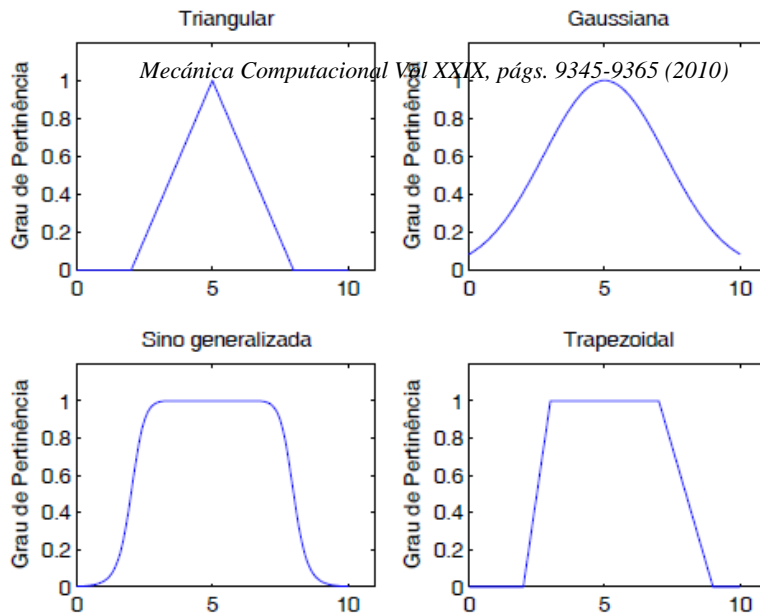 Triangular
Gaussiana
Mecánica Computacional Vol XXIX, págs. 9345-9365 (2010)
Grau de Pertinência
1
0.8
0.6
0.4
0.2
0
0 5 10
Grau de Pertinência
1
0.8
0.6
0.4
0.2
0
0 5 10
Sino generalizada
Trapezoidal
Grau de Pertinência
1
0.8
0.6
0.4
0.2
0
0 5 10
Grau de Pertinência
1
0.8
0.6
0.4
0.2
0
0 5 10